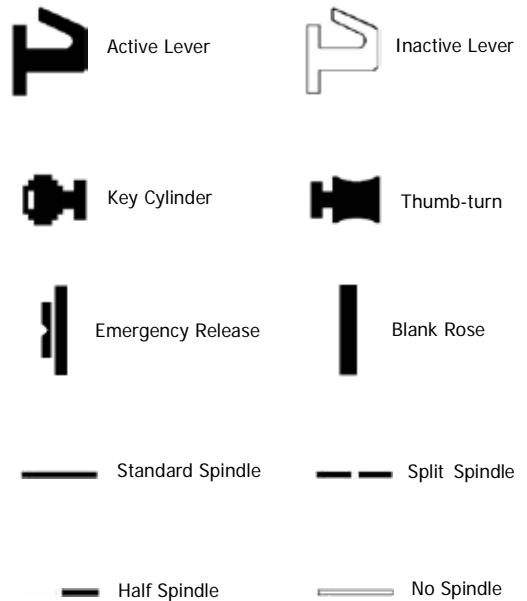 Active Lever
Inactive Lever
Key Cylinder
Thumb-turn
Emergency Release
Blank Rose
Standard Spindle
Split Spindle
Half Spindle
No Spindle